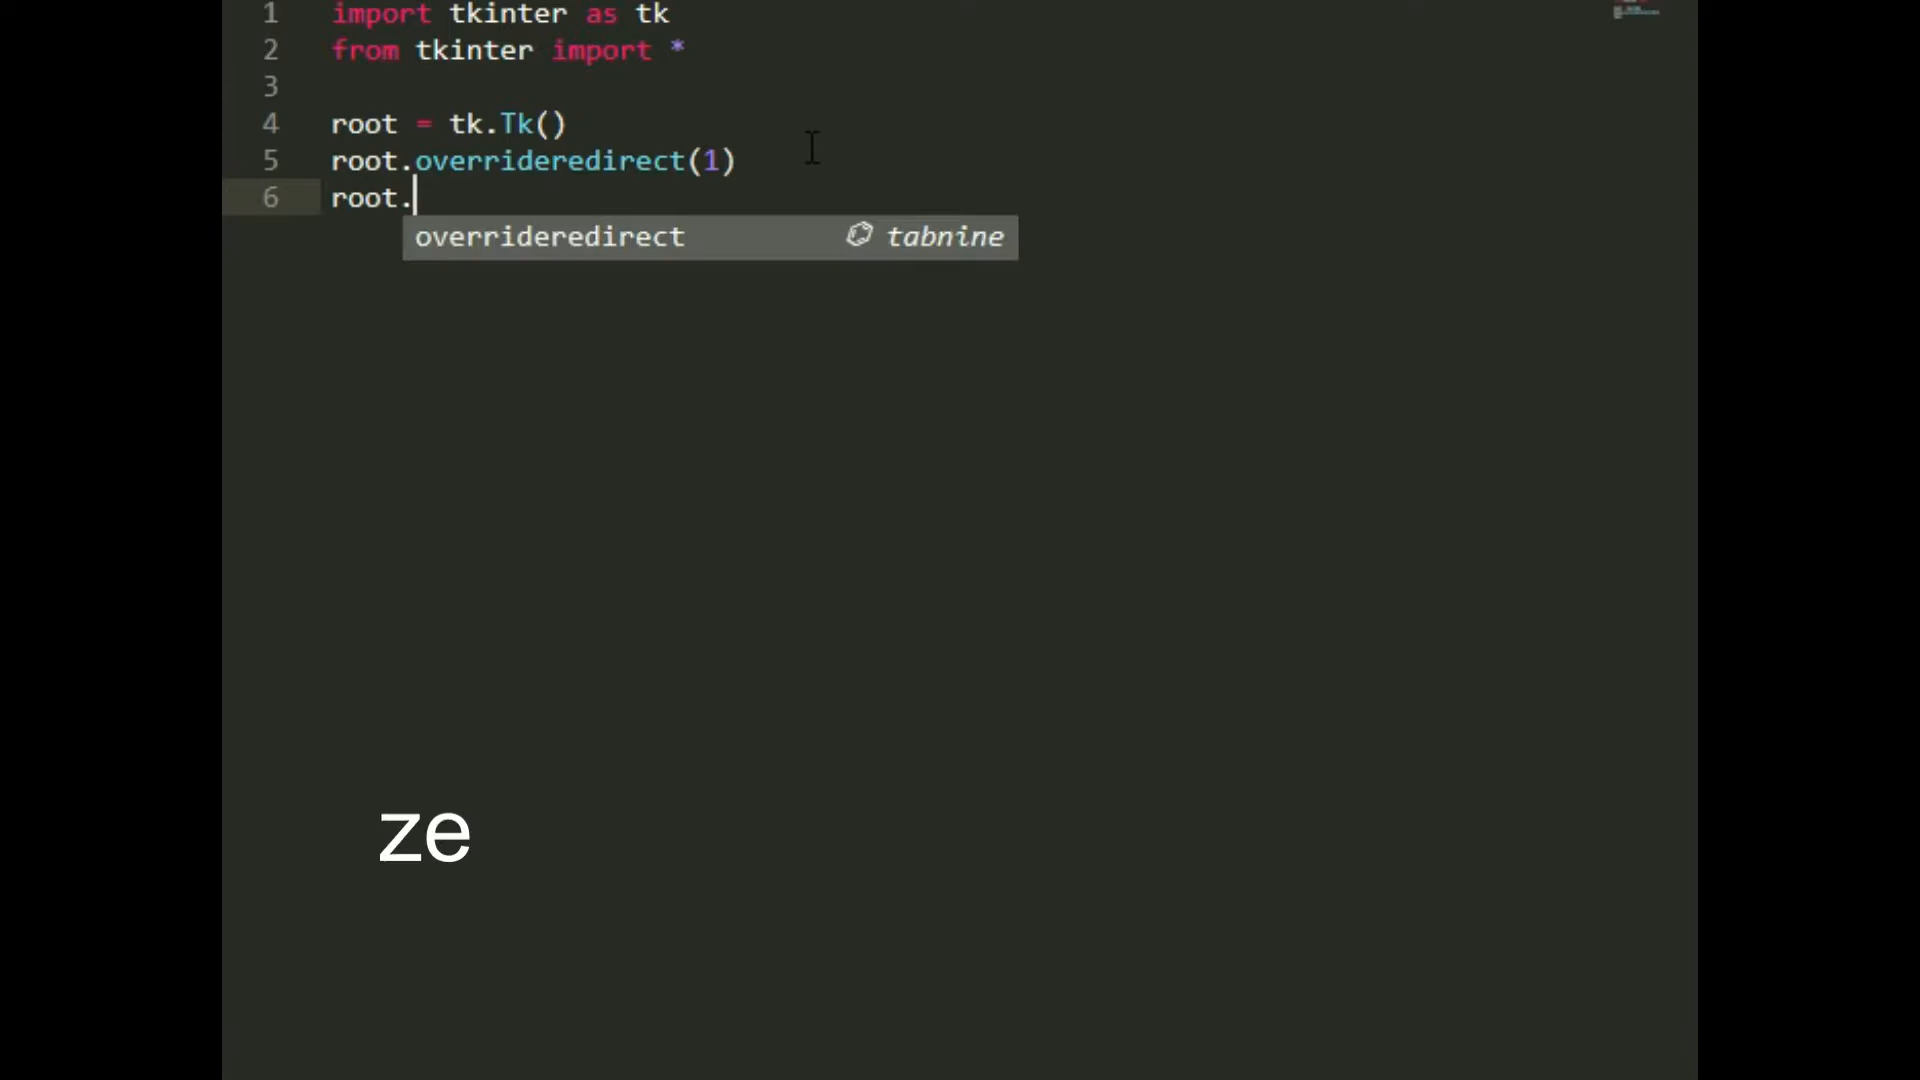 1 import tkinter as tk
2 from tkinter import *
3
4 root = tk.Tk()
5 root.overrideredirect(1)
6 root.
overrideredirect tabnine
ze